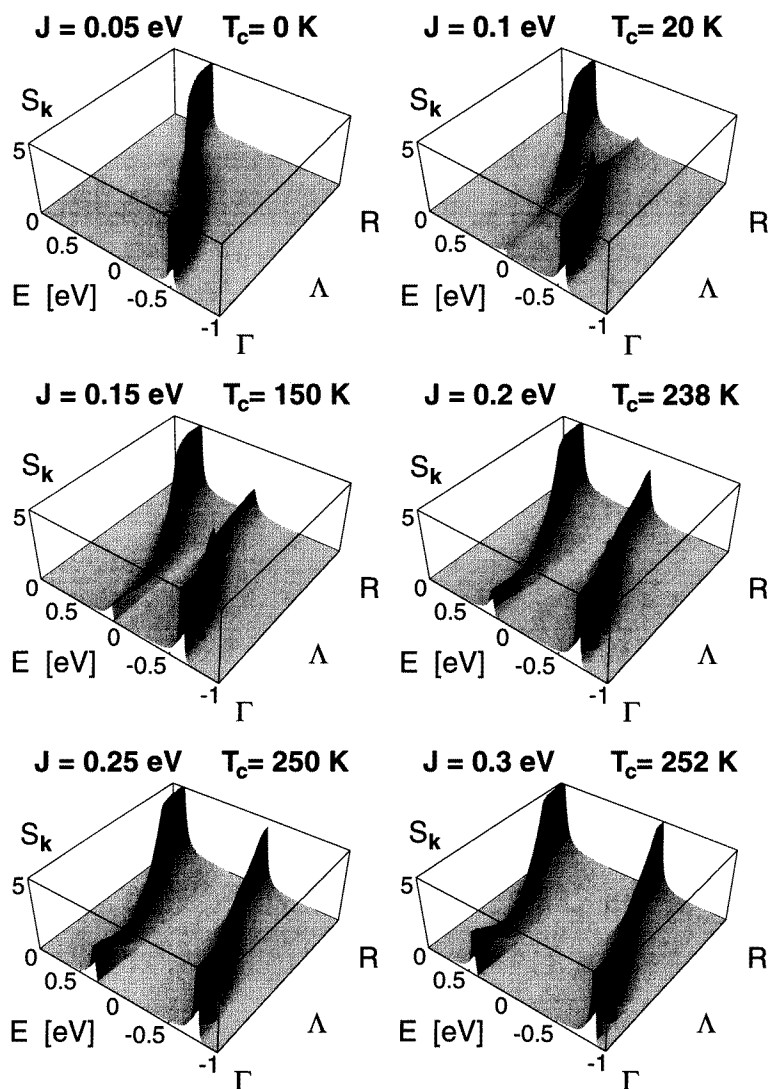 J = 0.05 eV T_c= 0 K
S_k
5
0
0.5
0
-0.5
-1
E [eV]
Γ
Λ
R
J = 0.1 eV T_c= 20 K
S_k
5
0
0.5
0
-0.5
-1
E [eV]
Γ
Λ
R
J = 0.15 eV T_c= 150 K
S_k
5
0
0.5
0
-0.5
-1
E [eV]
Γ
Λ
R
J = 0.2 eV T_c= 238 K
S_k
5
0
0.5
0
-0.5
-1
E [eV]
Γ
Λ
R
J = 0.25 eV T_c= 250 K
S_k
5
0
0.5
0
-0.5
-1
E [eV]
Γ
Λ
R
J = 0.3 eV T_c= 252 K
S_k
5
0
0.5
0
-0.5
-1
E [eV]
Γ
Λ
R